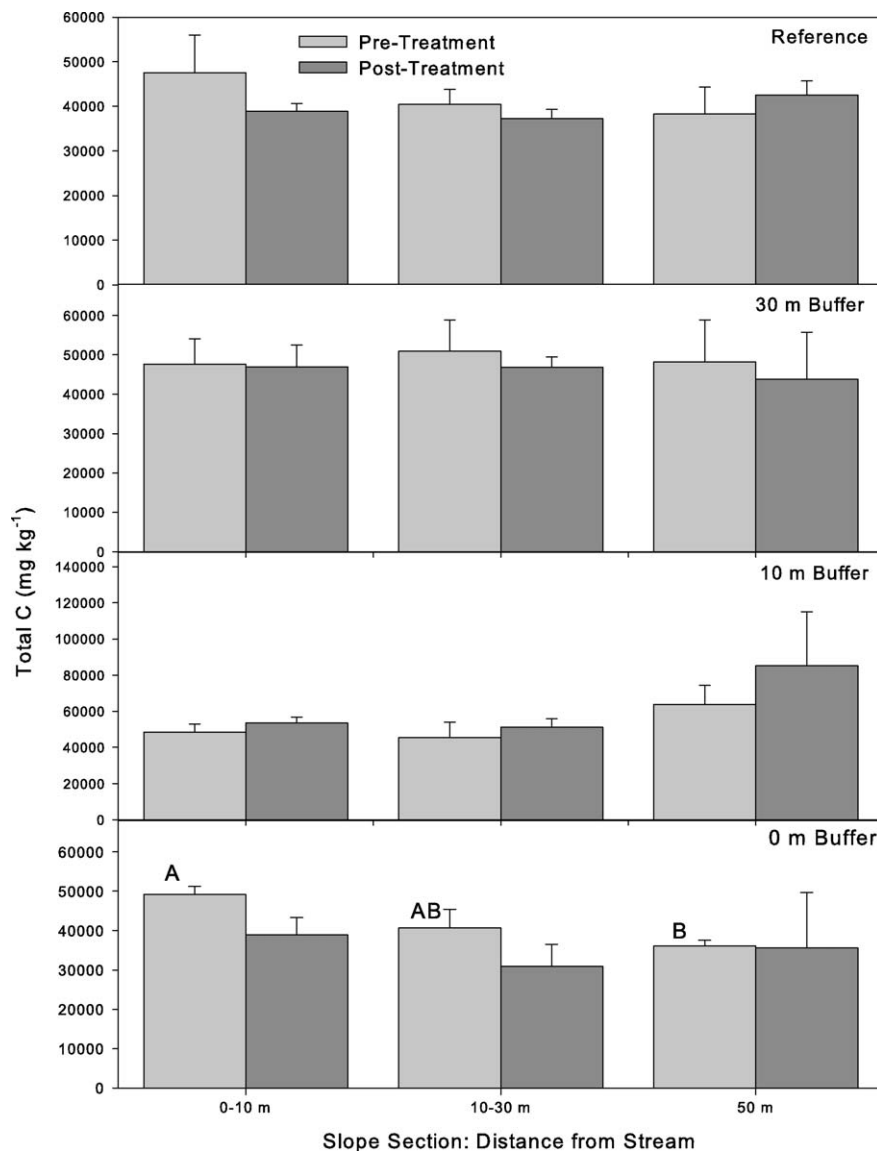 60000
50000
40000
30000
20000
10000
0
Pre-Treatment
Post-Treatment
Reference
60000
50000
40000
30000
20000
10000
0
30 m Buffer
140000
120000
100000
80000
60000
40000
20000
0
10 m Buffer
60000
50000
40000
30000
20000
10000
0
0 m Buffer
A
AB
B
Total C (mg kg⁻¹)
0-10 m
10-30 m
50 m
Slope Section: Distance from Stream